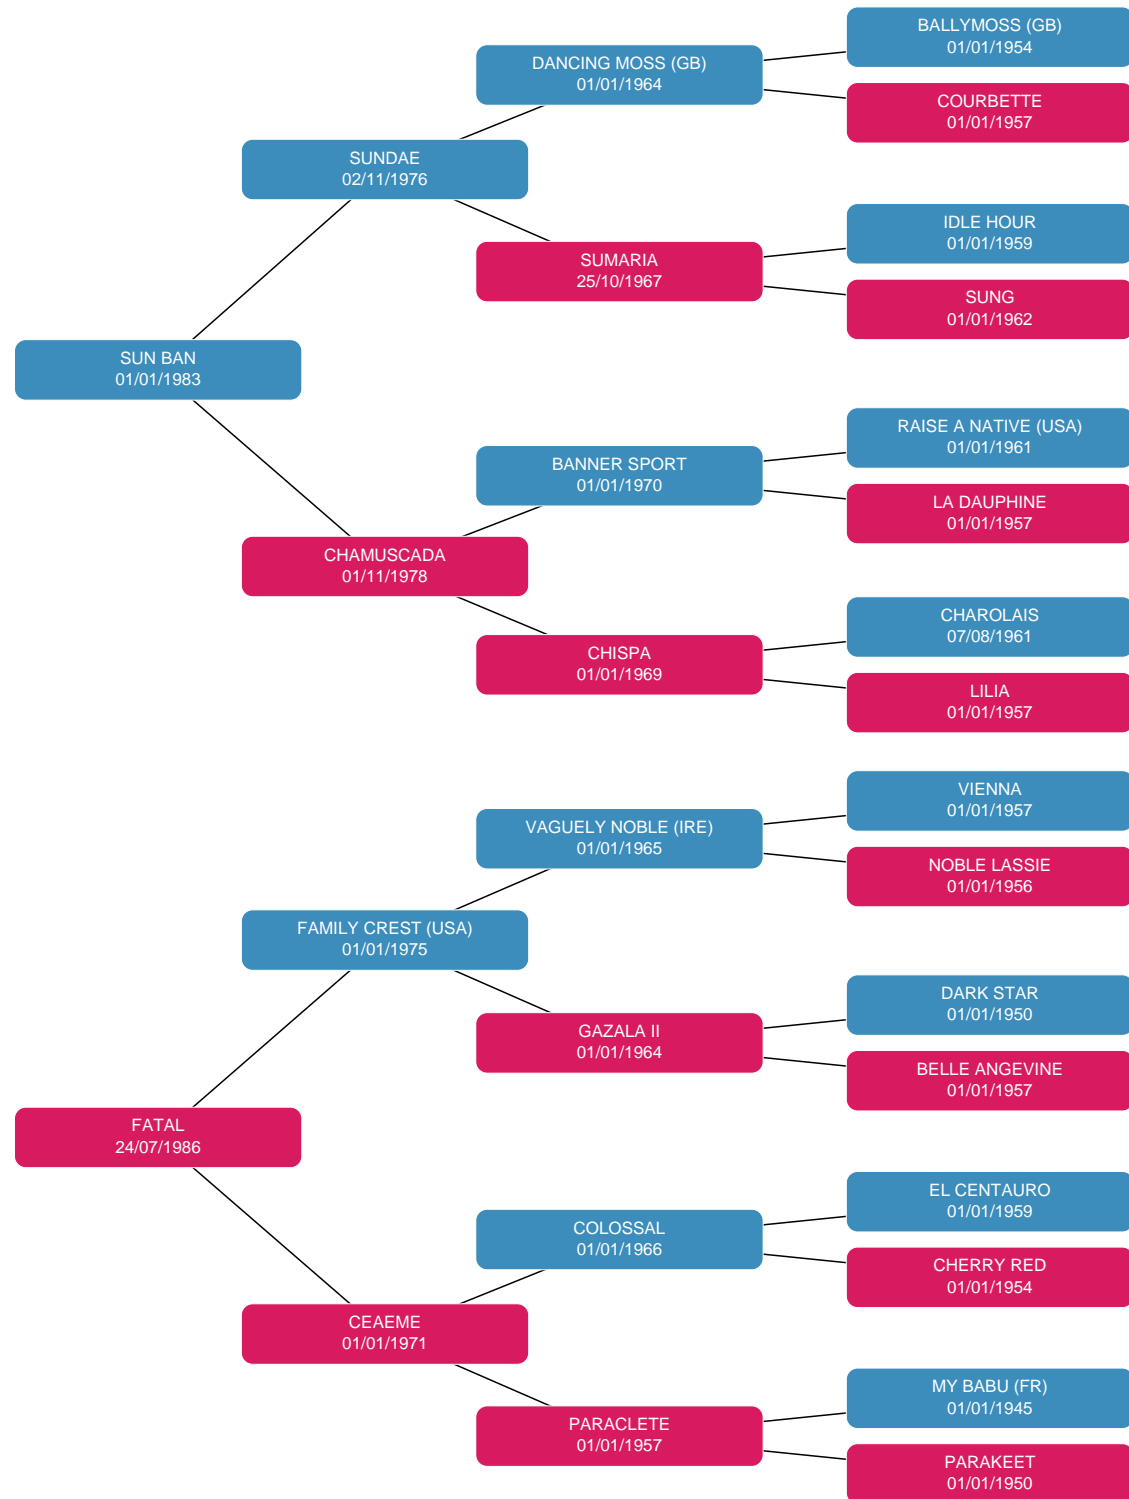 BALLYMOSS (GB)
01/01/1954
DANCING MOSS (GB)
01/01/1964
COURBETTE
01/01/1957
SUNDAE
02/11/1976
IDLE HOUR
01/01/1959
SUMARIA
25/10/1967
SUNG
01/01/1962
SUN BAN
01/01/1983
RAISE A NATIVE (USA)
01/01/1961
BANNER SPORT
01/01/1970
LA DAUPHINE
01/01/1957
CHAMUSCADA
01/11/1978
CHAROLAIS
07/08/1961
CHISPA
01/01/1969
LILIA
01/01/1957
VIENNA
01/01/1957
VAGUELY NOBLE (IRE)
01/01/1965
NOBLE LASSIE
01/01/1956
FAMILY CREST (USA)
01/01/1975
DARK STAR
01/01/1950
GAZALA II
01/01/1964
BELLE ANGEVINE
01/01/1957
FATAL
24/07/1986
EL CENTAURO
01/01/1959
COLOSSAL
01/01/1966
CHERRY RED
01/01/1954
CEAEME
01/01/1971
MY BABU (FR)
01/01/1945
PARACLETE
01/01/1957
PARAKEET
01/01/1950